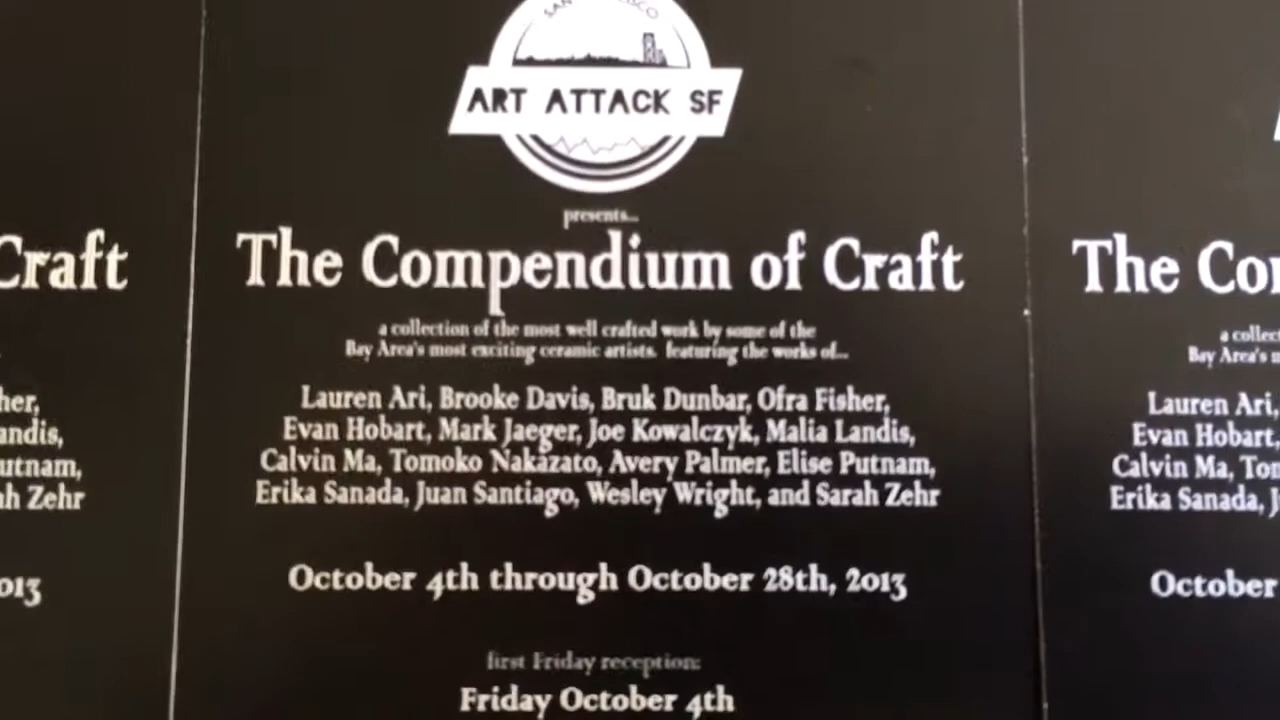 ART ATTACK SF
presents...
The Compendium of Craft
a collection of the most well crafted work by some of the
Bay Area's most exciting ceramic artists. featuring the works of...
Lauren Ari, Brooke Davis, Bruk Dunbar, Ofra Fisher,
Evan Hobart, Mark Jaeger, Joe Kowalczyk, Malia Landis,
Calvin Ma, Tomoko Nakazato, Avery Palmer, Elise Putnam,
Erika Sanada, Juan Santiago, Wesley Wright, and Sarah Zehr
October 4th through October 28th, 2013
first Friday reception:
Friday October 4th
Craft
her,
andis,
utnam,
ah Zehr
013
The Co
a collec
Bay Area's
Lauren Ari,
Evan Hobart,
Calvin Ma, Tom
Erika Sanada, J
October